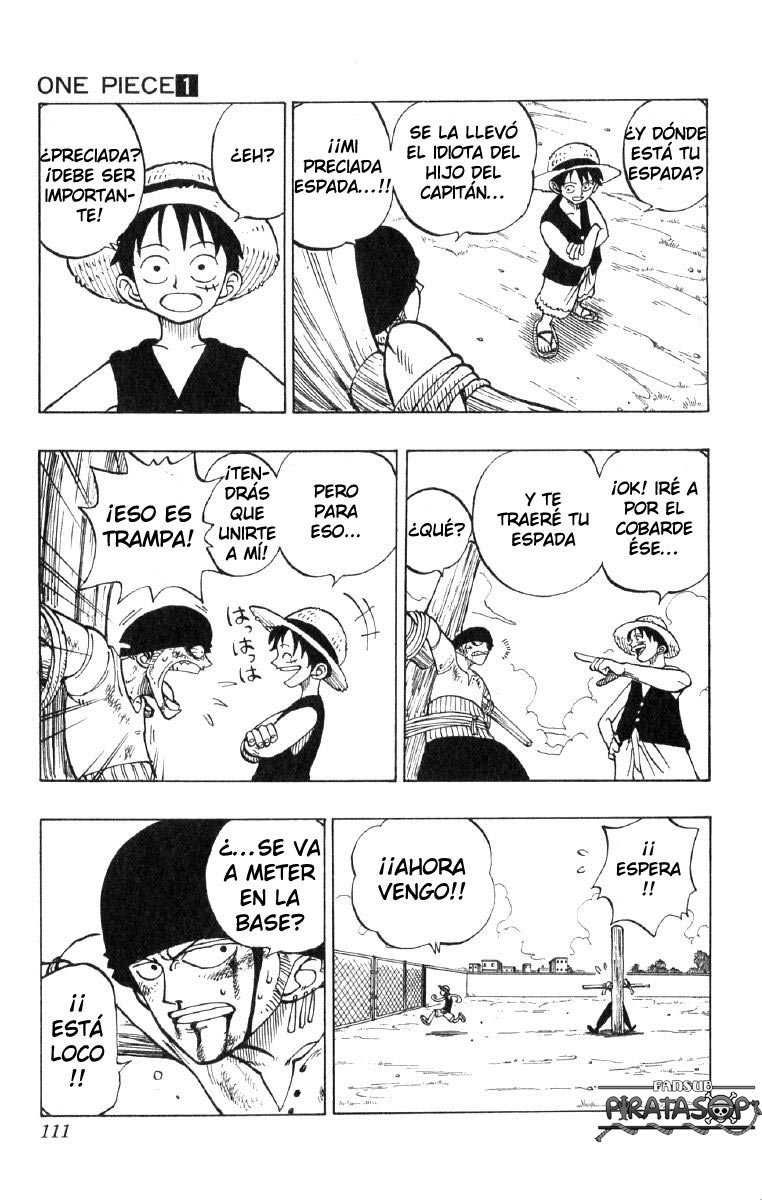 ONE PIECE 1
¿Y DÓNDE
ESTÁ TU
ESPADA?
SE LA LLEVÓ
EL IDIOTA DEL
HIJO DEL
CAPITÁN...
¡¡MI
PRECIADA
ESPADA...!!
¿EH?
¿PRECIADA?
¡DEBE SER
IMPORTAN-
TE!
¡OK! IRÉ A
POR EL
COBARDE
ÉSE...
Y TE
TRAERÉ TU
ESPADA
¿QUÉ?
PERO
PARA
ESO...
¡TEN-
DRÁS
QUE
UNIRTE
A MÍ!
はっはっは
¡ESO ES
TRAMPA!
¡¡
ESPERA
!!
¡¡AHORA
VENGO!!
¿...SE VA
A METER
EN LA
BASE?
¡¡
ESTÁ
LOCO
!!
111
FANSUB
PIRATASOP